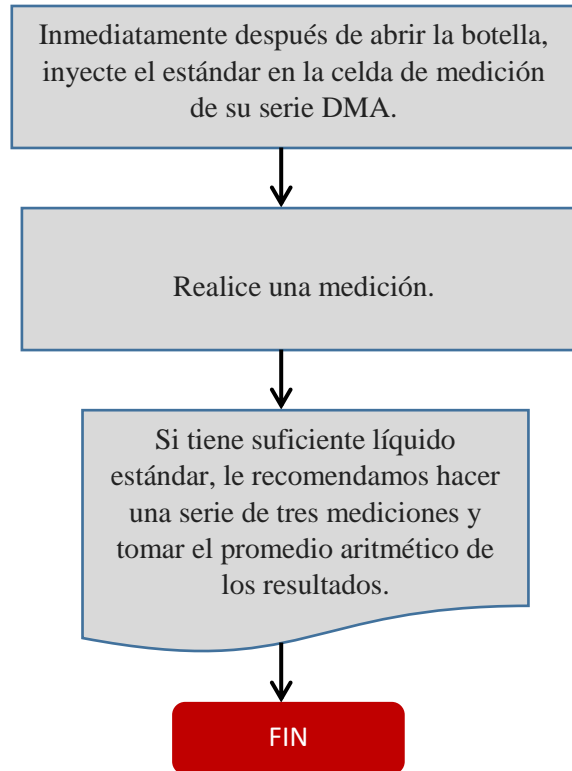 Inmediatamente después de abrir la botella,
inyecte el estándar en la celda de medición
de su serie DMA.
Realice una medición.
Si tiene suficiente líquido
estándar, le recomendamos hacer
una serie de tres mediciones y
tomar el promedio aritmético de
los resultados.
FIN